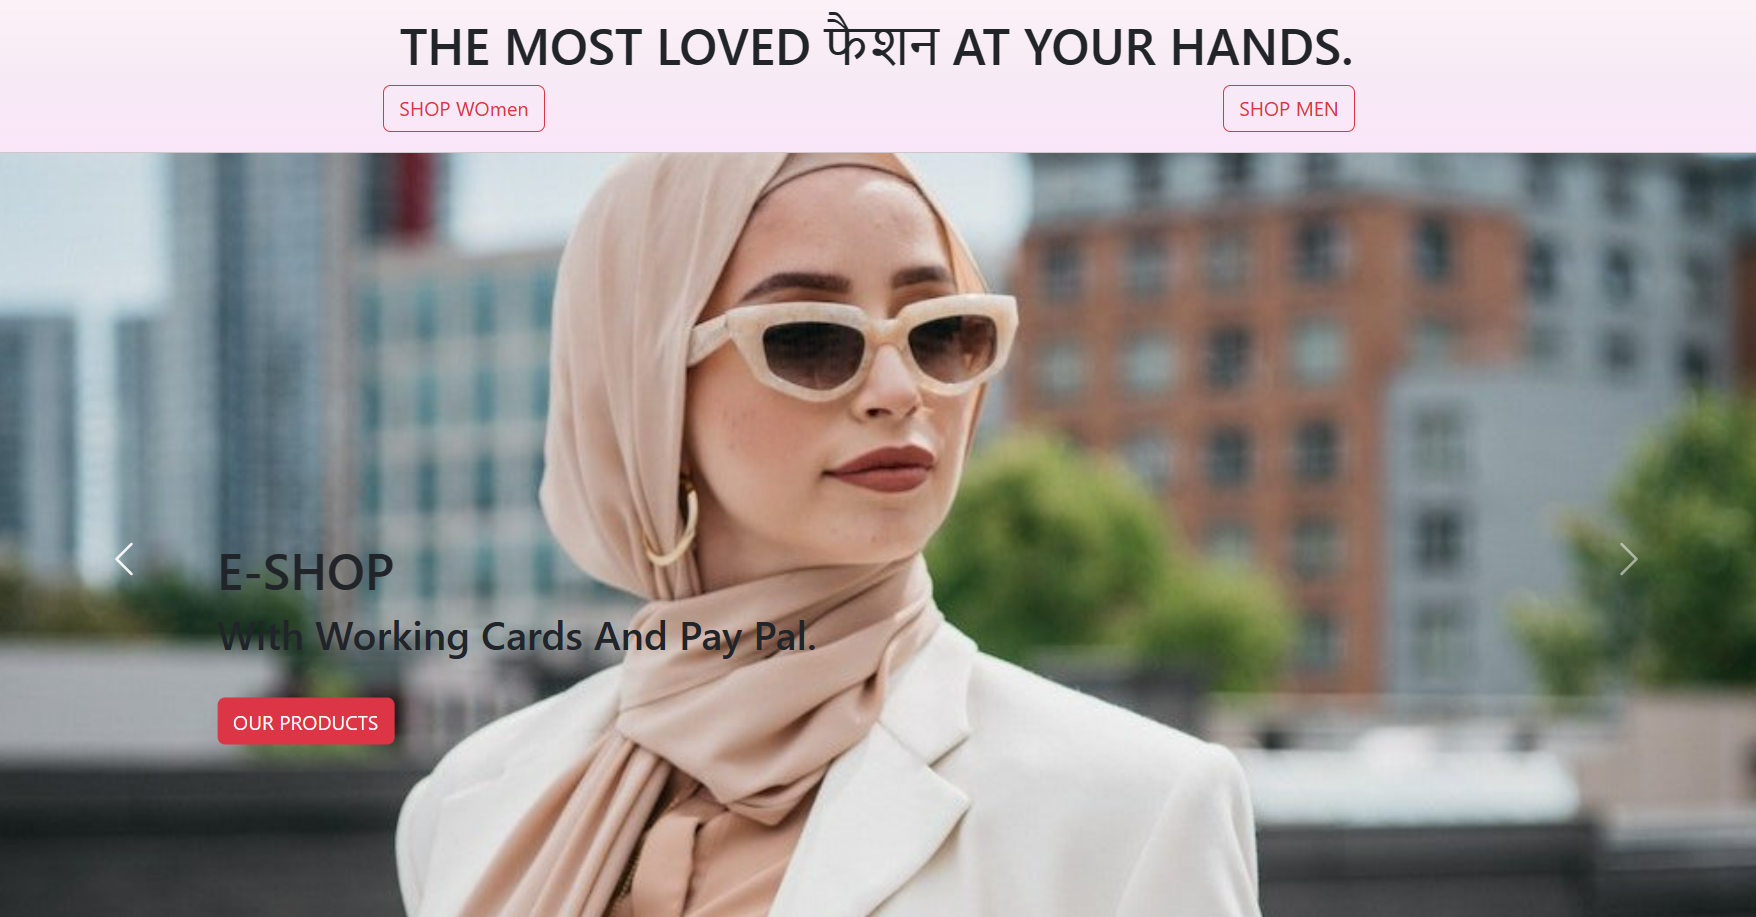 THE MOST LOVED फैशन AT YOUR HANDS.
SHOP WOmen
SHOP MEN
E-SHOP
With Working Cards And Pay Pal.
OUR PRODUCTS